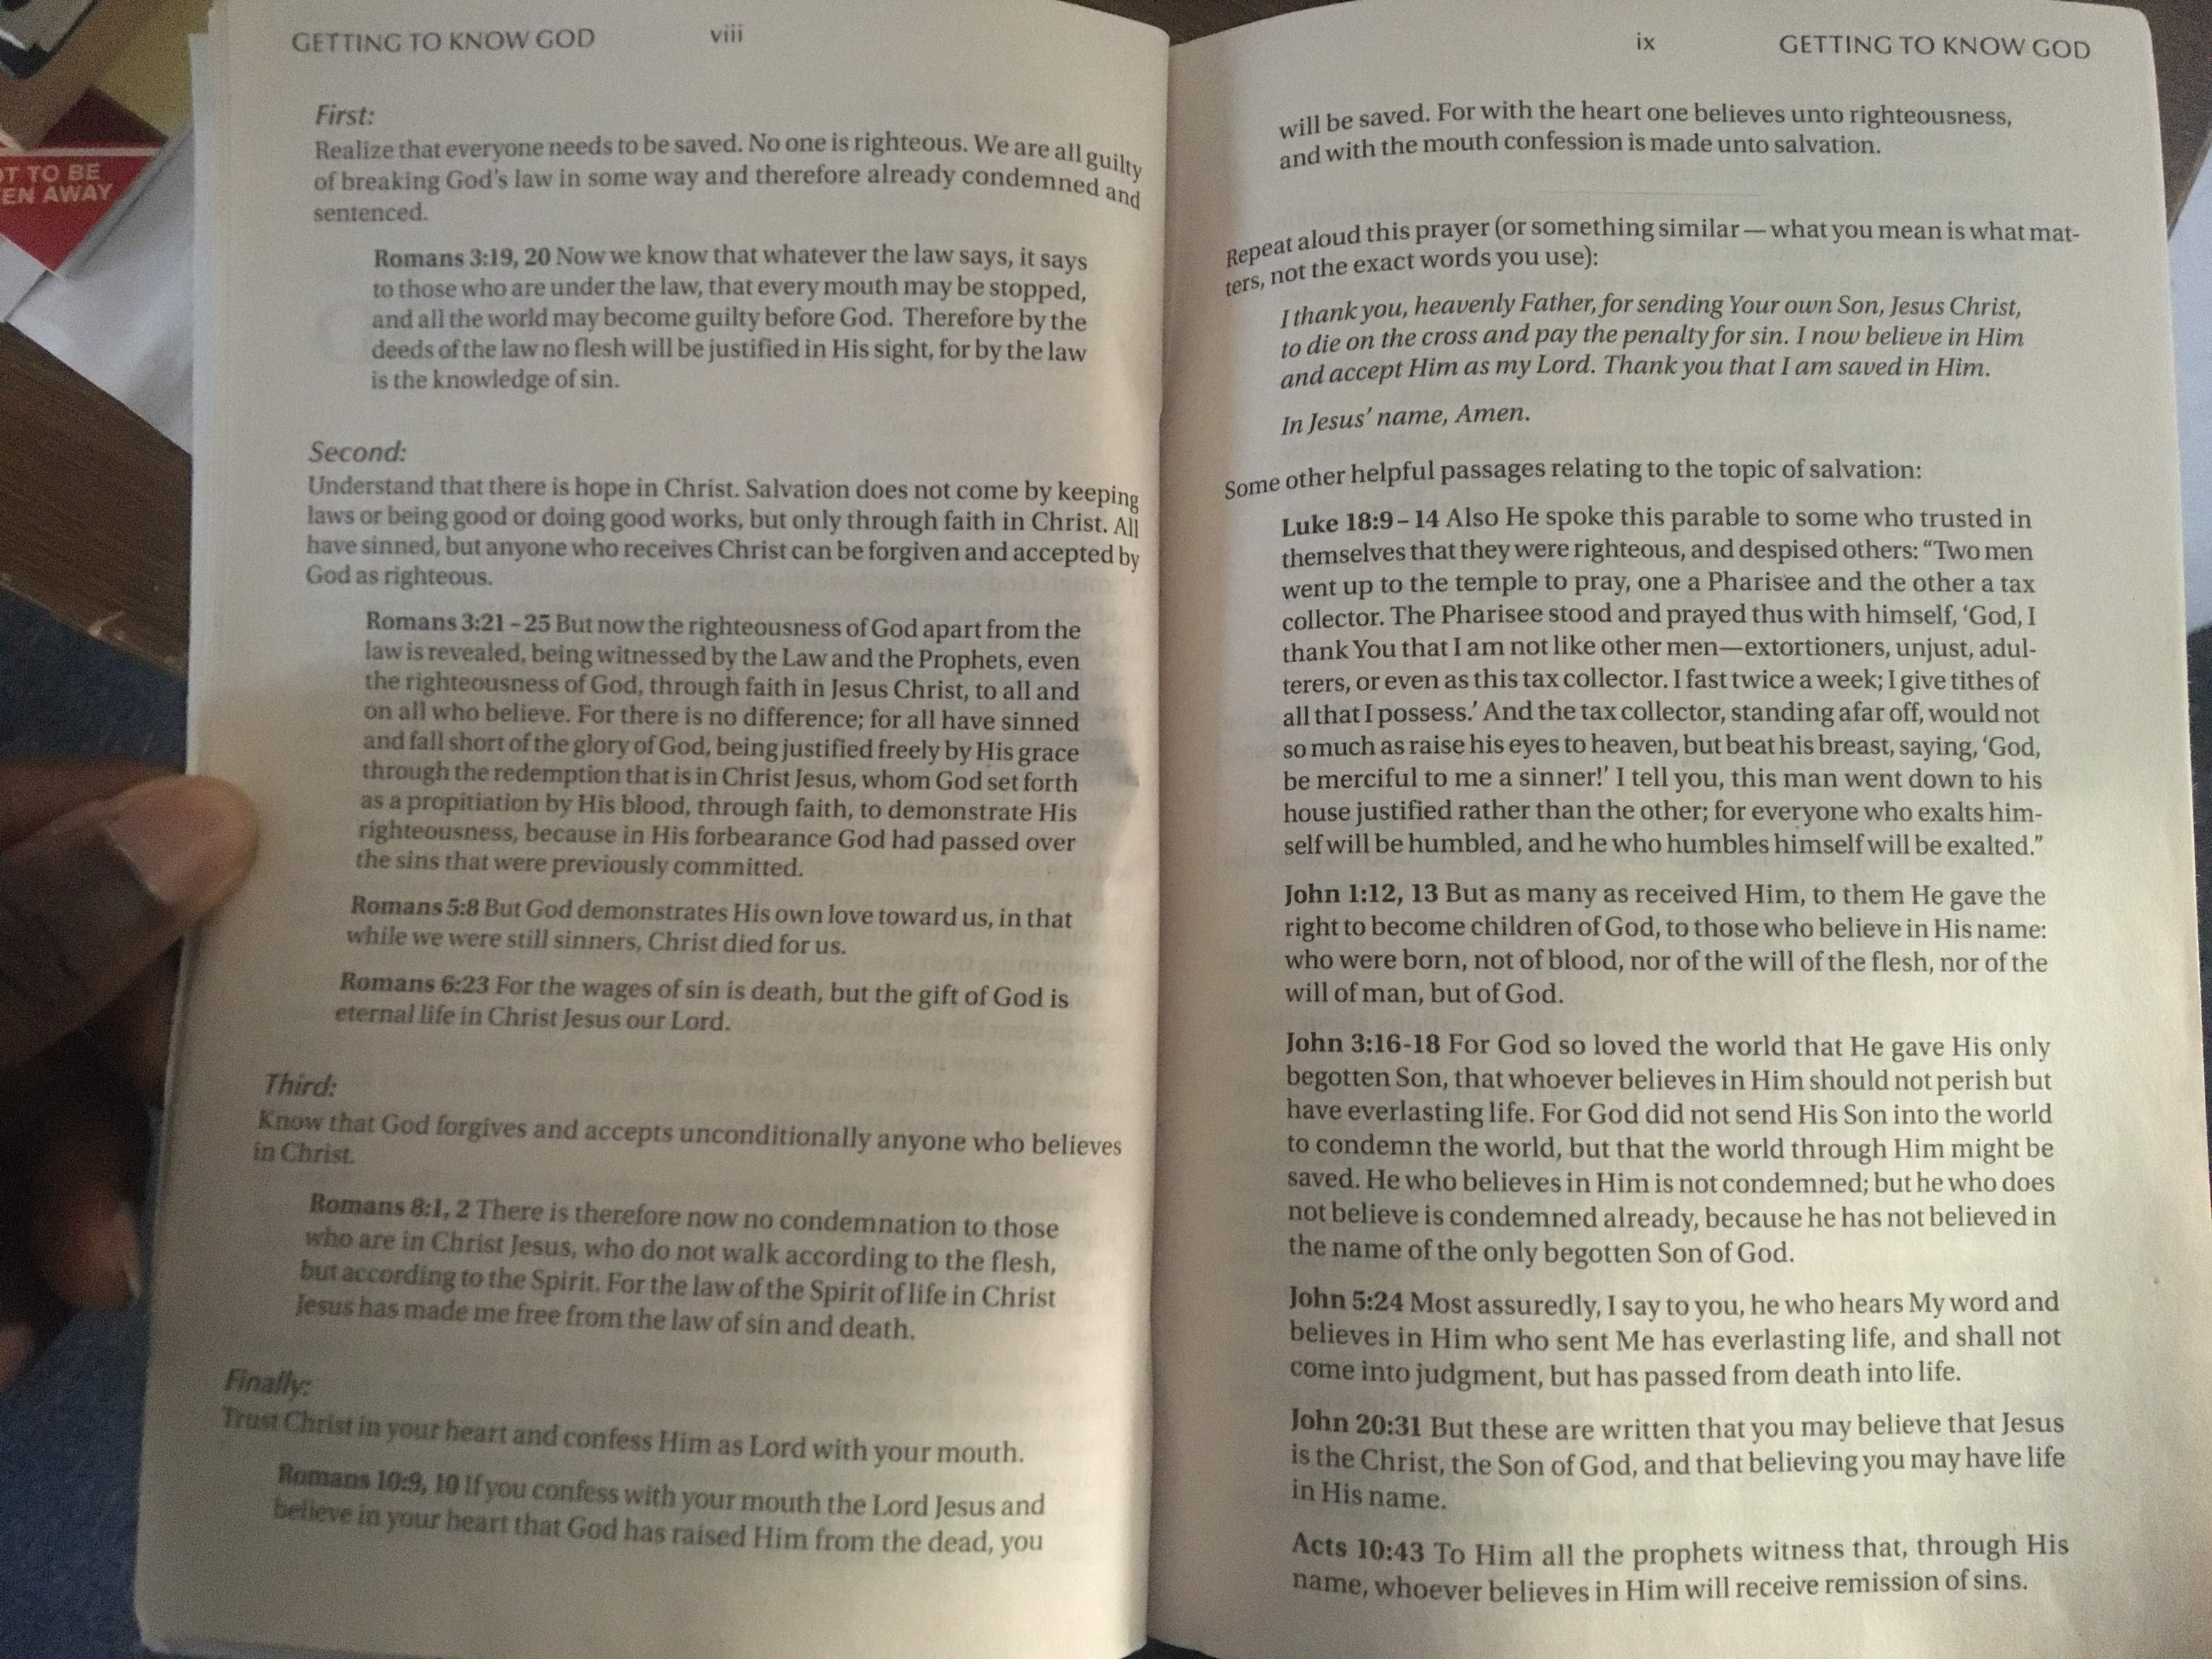 GETTING TO KNOW GOD
viii
First:
Realize that everyone needs to be saved. No one is righteous. We are all guilty
of breaking God's law in some way and therefore already condemned and
sentenced.
Romans 3:19, 20 Now we know that whatever the law says, it says
to those who are under the law, that every mouth may be stopped,
and all the world may become guilty before God. Therefore by the
deeds of the law no flesh will be justified in His sight, for by the law
is the knowledge of sin.
Second:
Understand that there is hope in Christ. Salvation does not come by keeping
laws or being good or doing good works, but only through faith in Christ. All
have sinned, but anyone who receives Christ can be forgiven and accepted by
God as righteous.
Romans 3:21 – 25 But now the righteousness of God apart from the
law is revealed, being witnessed by the Law and the Prophets, even
the righteousness of God, through faith in Jesus Christ, to all and
on all who believe. For there is no difference; for all have sinned
and fall short of the glory of God, being justified freely by His grace
through the redemption that is in Christ Jesus, whom God set forth
as a propitiation by His blood, through faith, to demonstrate His
righteousness, because in His forbearance God had passed over
the sins that were previously committed.
Romans 5:8 But God demonstrates His own love toward us, in that
while we were still sinners, Christ died for us.
Romans 6:23 For the wages of sin is death, but the gift of God is
eternal life in Christ Jesus our Lord.
Third:
Know that God forgives and accepts unconditionally anyone who believes
in Christ.
Romans 8:1, 2 There is therefore now no condemnation to those
who are in Christ Jesus, who do not walk according to the flesh,
but according to the Spirit. For the law of the Spirit of life in Christ
Jesus has made me free from the law of sin and death.
Finally:
Trust Christ in your heart and confess Him as Lord with your mouth.
Romans 10:9, 10 If you confess with your mouth the Lord Jesus and
believe in your heart that God has raised Him from the dead, you
ix
GETTING TO KNOW GOD
will be saved. For with the heart one believes unto righteousness,
and with the mouth confession is made unto salvation.
Repeat aloud this prayer (or something similar — what you mean is what mat-
ters, not the exact words you use):
I thank you, heavenly Father, for sending Your own Son, Jesus Christ,
to die on the cross and pay the penalty for sin. I now believe in Him
and accept Him as my Lord. Thank you that I am saved in Him.
In Jesus' name, Amen.
Some other helpful passages relating to the topic of salvation:
Luke 18:9 – 14 Also He spoke this parable to some who trusted in
themselves that they were righteous, and despised others: "Two men
went up to the temple to pray, one a Pharisee and the other a tax
collector. The Pharisee stood and prayed thus with himself, 'God, I
thank You that I am not like other men—extortioners, unjust, adul-
terers, or even as this tax collector. I fast twice a week; I give tithes of
all that I possess.' And the tax collector, standing afar off, would not
so much as raise his eyes to heaven, but beat his breast, saying, 'God,
be merciful to me a sinner!' I tell you, this man went down to his
house justified rather than the other; for everyone who exalts him-
self will be humbled, and he who humbles himself will be exalted."
John 1:12, 13 But as many as received Him, to them He gave the
right to become children of God, to those who believe in His name:
who were born, not of blood, nor of the will of the flesh, nor of the
will of man, but of God.
John 3:16-18 For God so loved the world that He gave His only
begotten Son, that whoever believes in Him should not perish but
have everlasting life. For God did not send His Son into the world
to condemn the world, but that the world through Him might be
saved. He who believes in Him is not condemned; but he who does
not believe is condemned already, because he has not believed in
the name of the only begotten Son of God.
John 5:24 Most assuredly, I say to you, he who hears My word and
believes in Him who sent Me has everlasting life, and shall not
come into judgment, but has passed from death into life.
John 20:31 But these are written that you may believe that Jesus
is the Christ, the Son of God, and that believing you may have life
in His name.
Acts 10:43 To Him all the prophets witness that, through His
name, whoever believes in Him will receive remission of sins.
TO BE
AWAY